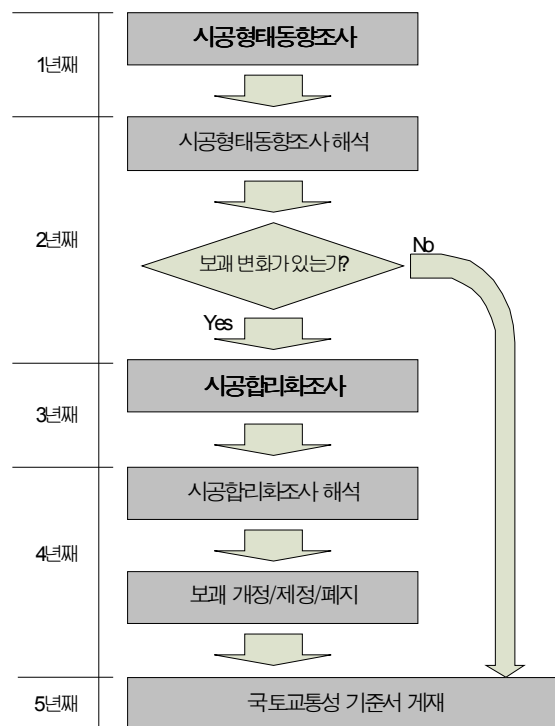 시공형태동향조사
1년째
시공형태동향조사 해석
2년째
보괘 변화가 있는가?
No
Yes
시공합리화조사
3년째
시공합리화조사 해석
4년째
보괘 개정/제정/폐지
5년째
국토교통성 기준서 게재